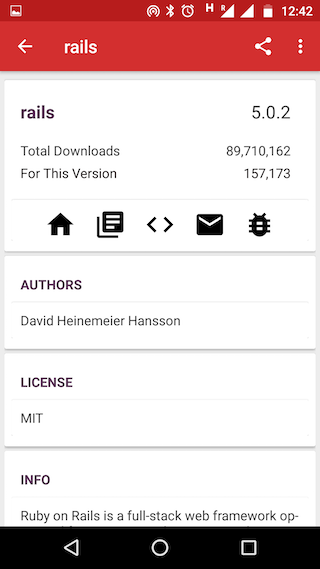 H R 12:42
rails
rails 5.0.2
Total Downloads 89,710,162
For This Version 157,173
AUTHORS
David Heinemeier Hansson
LICENSE
MIT
INFO
Ruby on Rails is a full-stack web framework op-